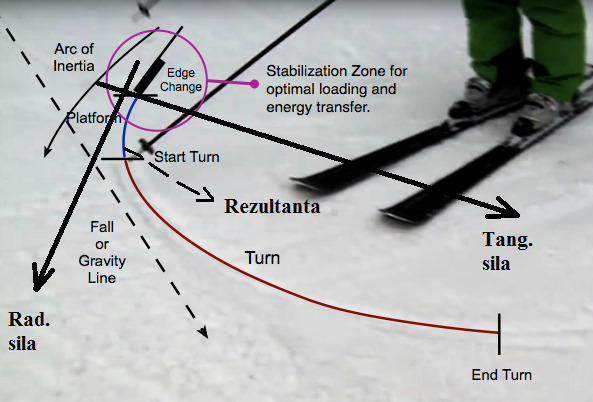 Arc of
Inertia
Edge
Change
Stabilization Zone for
optimal loading and
energy transfer.
Platform
Start Turn
Rezultanta
Fall
or
Gravity
Line
Turn
Tang.
sila
Rad.
sila
End Turn